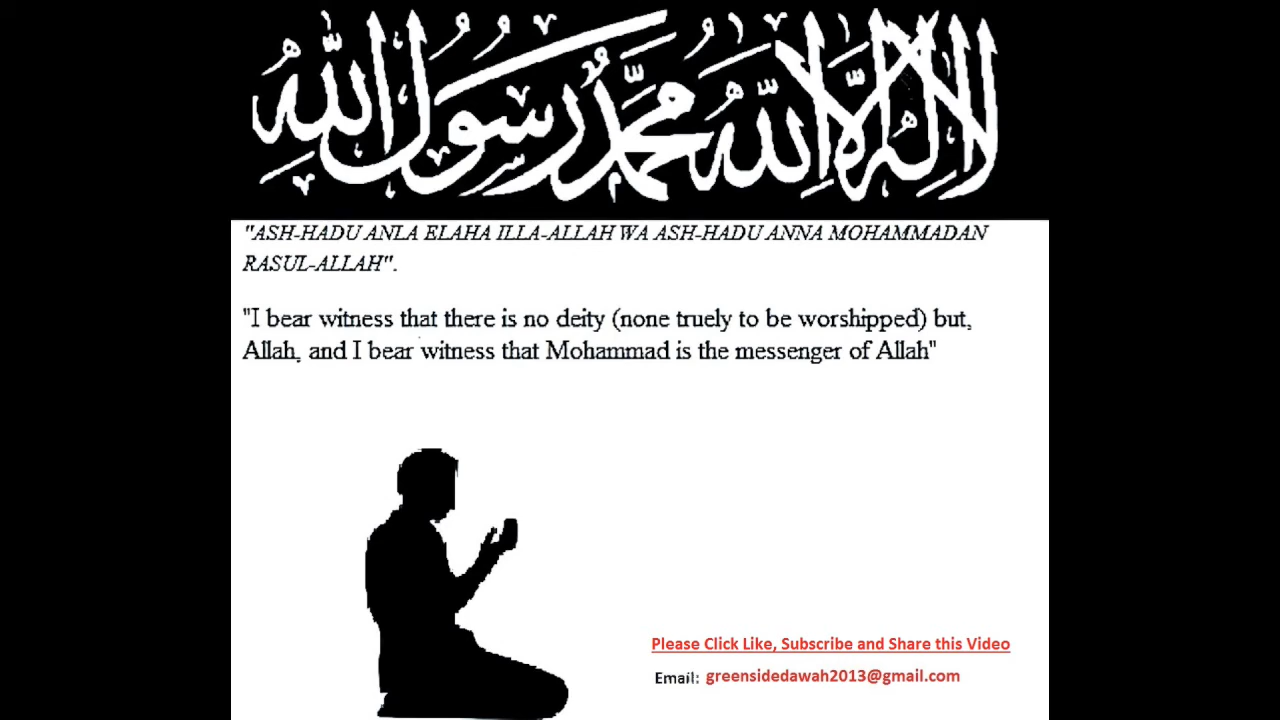 لا إله إلا الله محمد رسول الله
"ASH-HADU ANLA ELAHA ILLA-ALLAH WA ASH-HADU ANNA MOHAMMADAN
RASUL-ALLAH".
"I bear witness that there is no deity (none truely to be worshipped) but,
Allah, and I bear witness that Mohammad is the messenger of Allah"
Please Click Like, Subscribe and Share this Video
Email: greensidedawah2013@gmail.com